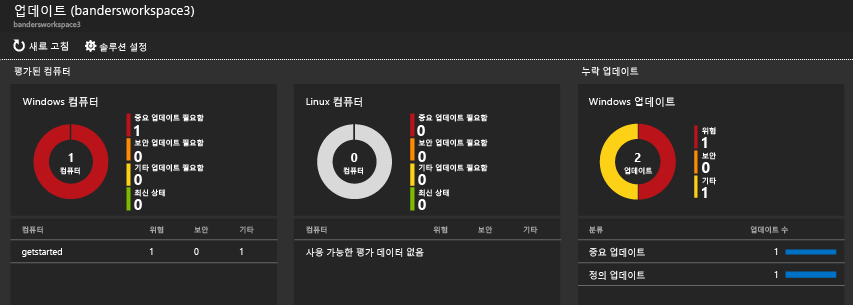 업데이트 (bandersworkspace3)
bandersworkspace3
새로 고침 솔루션 설정
평가된 컴퓨터
Windows 컴퓨터
1
컴퓨터
중요 업데이트 필요함
1
보안 업데이트 필요함
0
기타 업데이트 필요함
0
최신 상태
0
컴퓨터 위험 보안 기타
getstarted 1 0 1
Linux 컴퓨터
0
컴퓨터
중요 업데이트 필요함
0
보안 업데이트 필요함
0
기타 업데이트 필요함
0
최신 상태
0
컴퓨터 위험 보안 기타
사용 가능한 평가 데이터 없음
누락 업데이트
Windows 업데이트
2
업데이트
위험
1
보안
0
기타
1
분류 업데이트 수
중요 업데이트 1
정의 업데이트 1